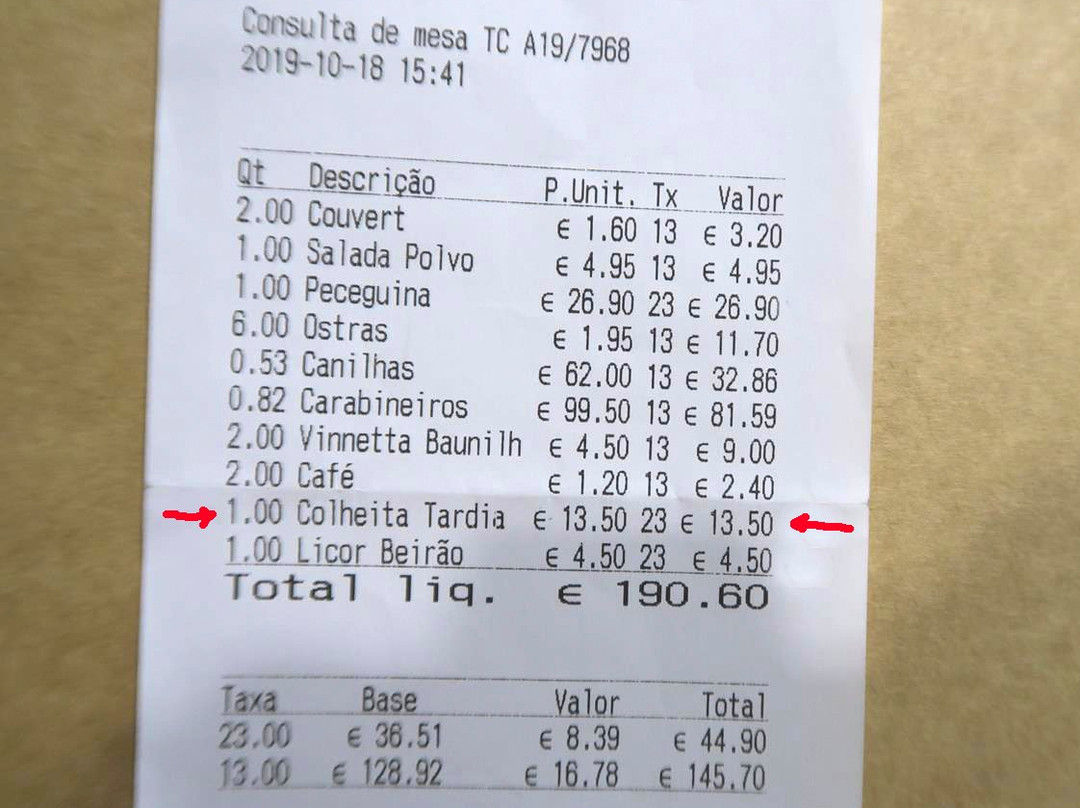 Consulta de mesa TC A19/7968
2019-10-18 15:41
Qt Descrição P.Unit. Tx Valor
2.00 Couvert € 1.60 13 € 3.20
1.00 Salada Polvo € 4.95 13 € 4.95
1.00 Peceguina € 26.90 23 € 26.90
6.00 Ostras € 1.95 13 € 11.70
0.53 Canilhas € 62.00 13 € 32.86
0.82 Carabineiros € 99.50 13 € 81.59
2.00 Vinnetta Baunilh € 4.50 13 € 9.00
2.00 Café € 1.20 13 € 2.40
1.00 Colheita Tardia € 13.50 23 € 13.50
1.00 Licor Beirão € 4.50 23 € 4.50
Total liq. € 190.60
Taxa Base Valor Total
23.00 € 36.51 € 8.39 € 44.90
13.00 € 128.92 € 16.78 € 145.70